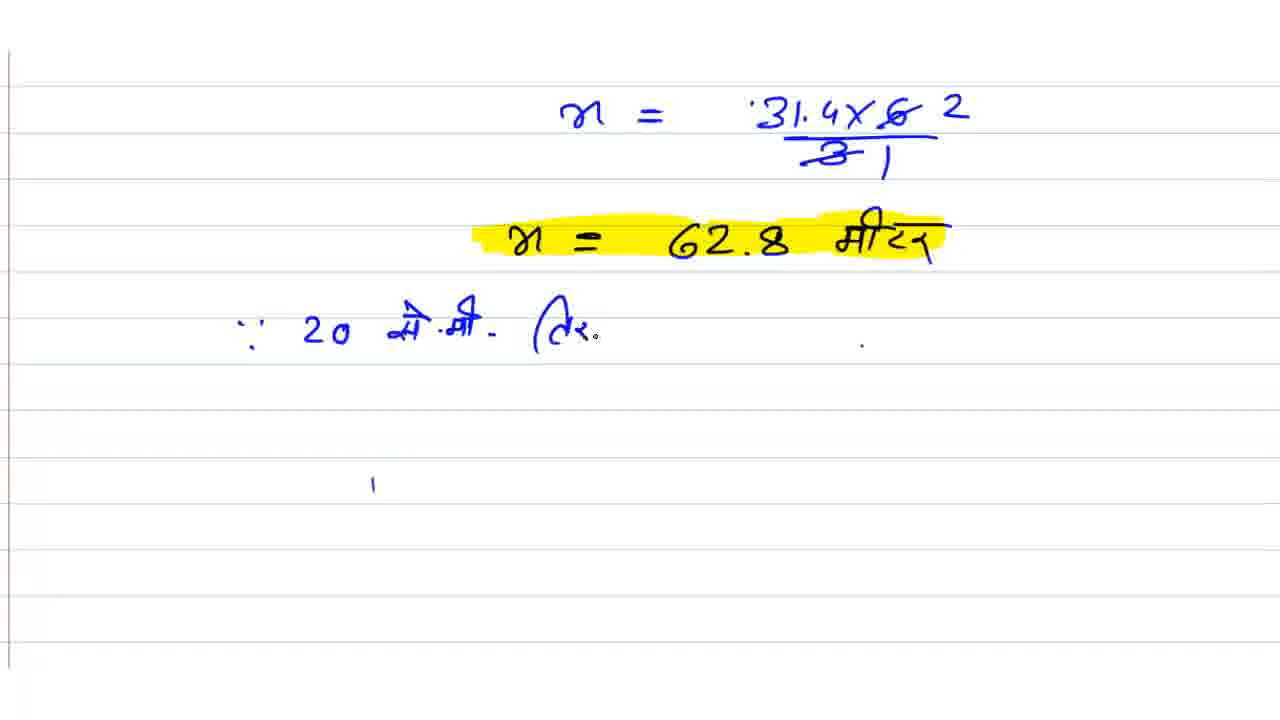 x = 31.4×6 2
3 1
x = 62.8 मीटर
∵ 20 से.मी.